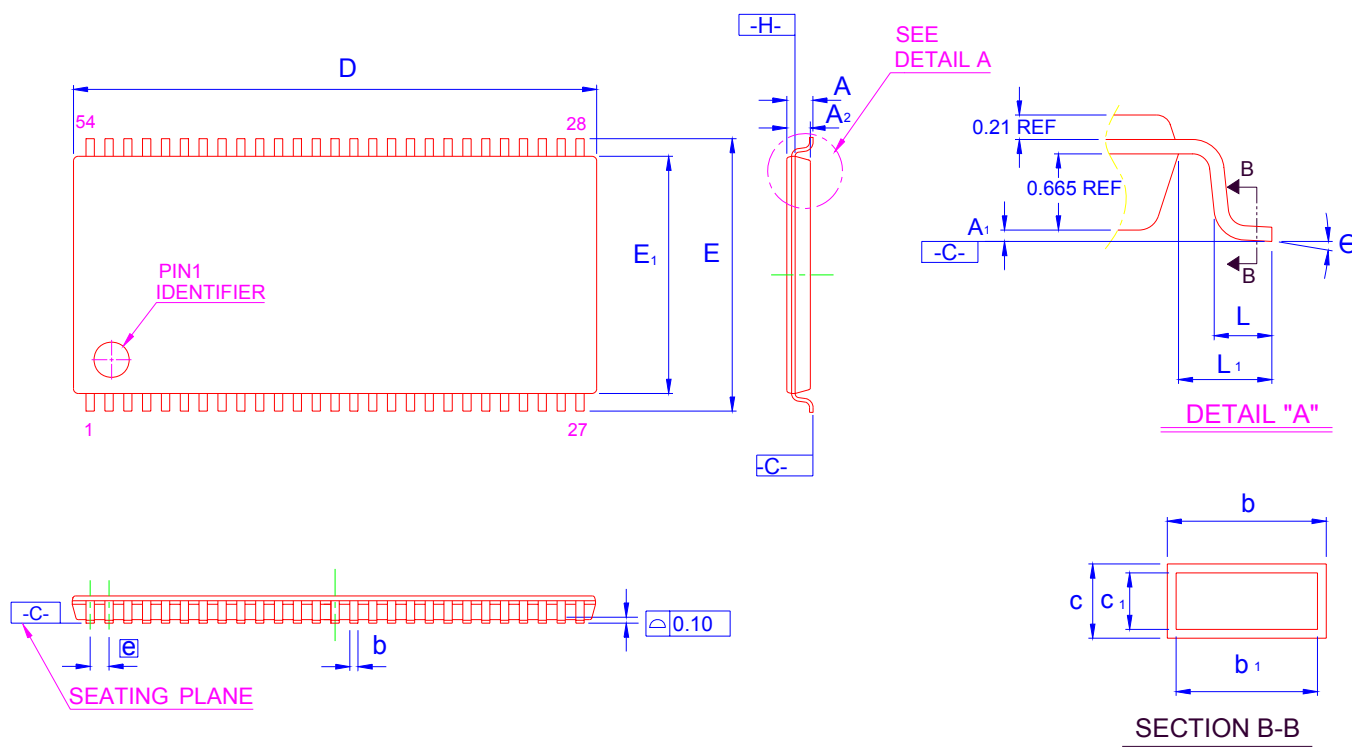 -H-
SEE
DETAIL A
D
A
A2
54
28
0.21 REF
0.665 REF
B
A1
-C-
B
Θ
E1
E
PIN1
IDENTIFIER
L
L1
1
27
DETAIL "A"
-C-
b
-C-
0.10
c
c1
e
b
b1
SEATING PLANE
SECTION B-B